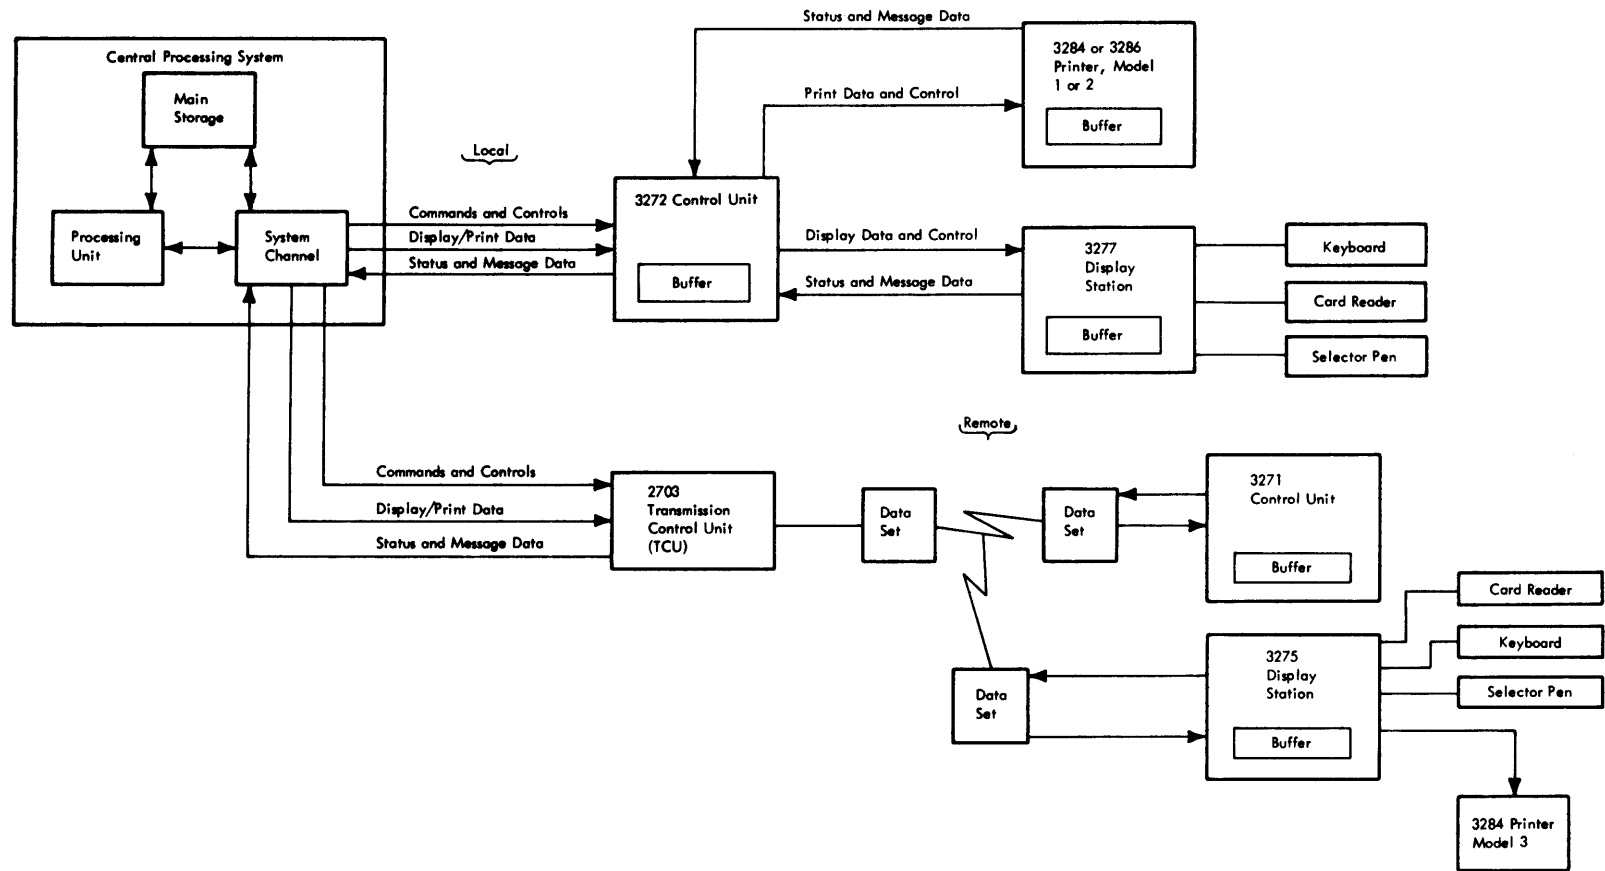 Central Processing System
Main
Storage
Processing
Unit
System
Channel
Local
Commands and Controls
Display/Print Data
Status and Message Data
3272 Control Unit
Buffer
Status and Message Data
Print Data and Control
3284 or 3286
Printer, Model
1 or 2
Buffer
Display Data and Control
Status and Message Data
3277
Display
Station
Buffer
Keyboard
Card Reader
Selector Pen
Remote
Commands and Controls
Display/Print Data
Status and Message Data
2703
Transmission
Control Unit
(TCU)
Data
Set
Data
Set
3271
Control Unit
Buffer
Data
Set
3275
Display
Station
Buffer
Card Reader
Keyboard
Selector Pen
3284 Printer
Model 3